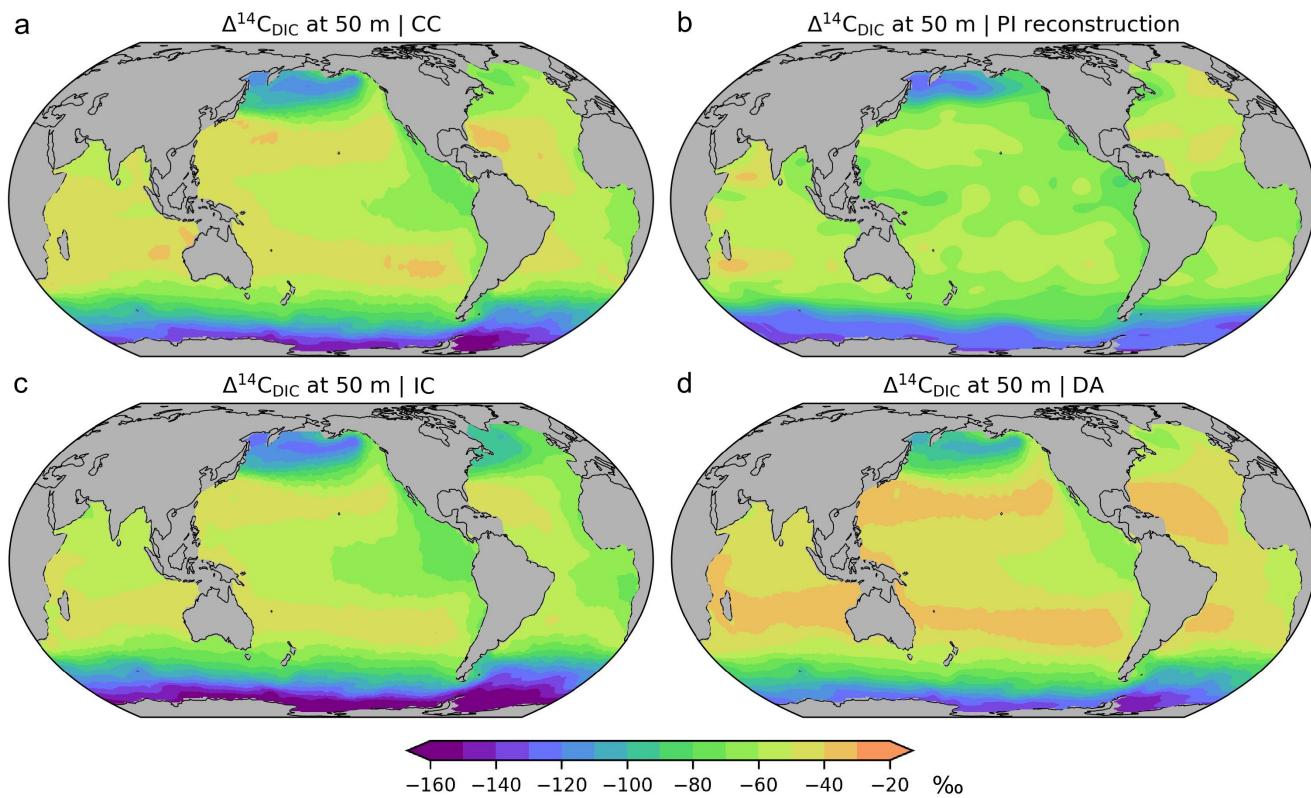 a
Δ¹⁴C_DIC at 50 m | CC
b
Δ¹⁴C_DIC at 50 m | PI reconstruction
c
Δ¹⁴C_DIC at 50 m | IC
d
Δ¹⁴C_DIC at 50 m | DA
−160 −140 −120 −100 −80 −60 −40 −20 ‰